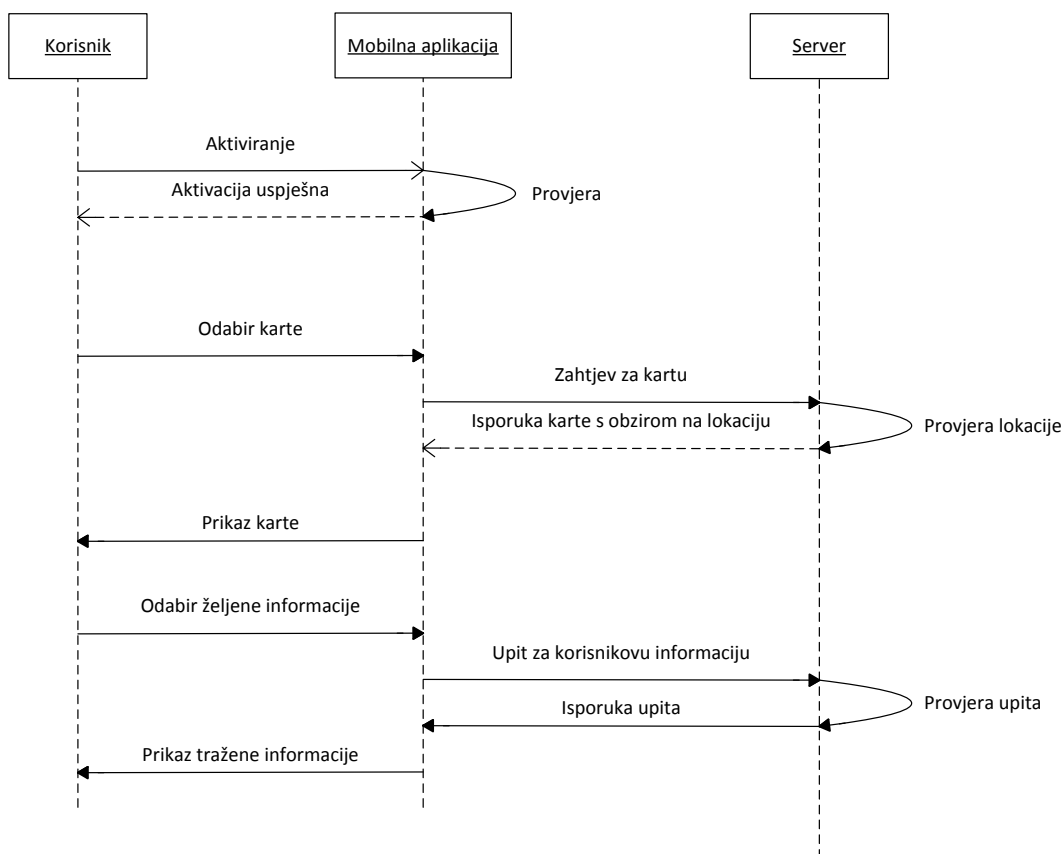 Korisnik
Mobilna aplikacija
Server
Aktiviranje
Aktivacija uspješna
Provjera
Odabir karte
Zahtjev za kartu
Isporuka karte s obzirom na lokaciju
Provjera lokacije
Prikaz karte
Odabir željene informacije
Upit za korisnikovu informaciju
Isporuka upita
Provjera upita
Prikaz tražene informacije